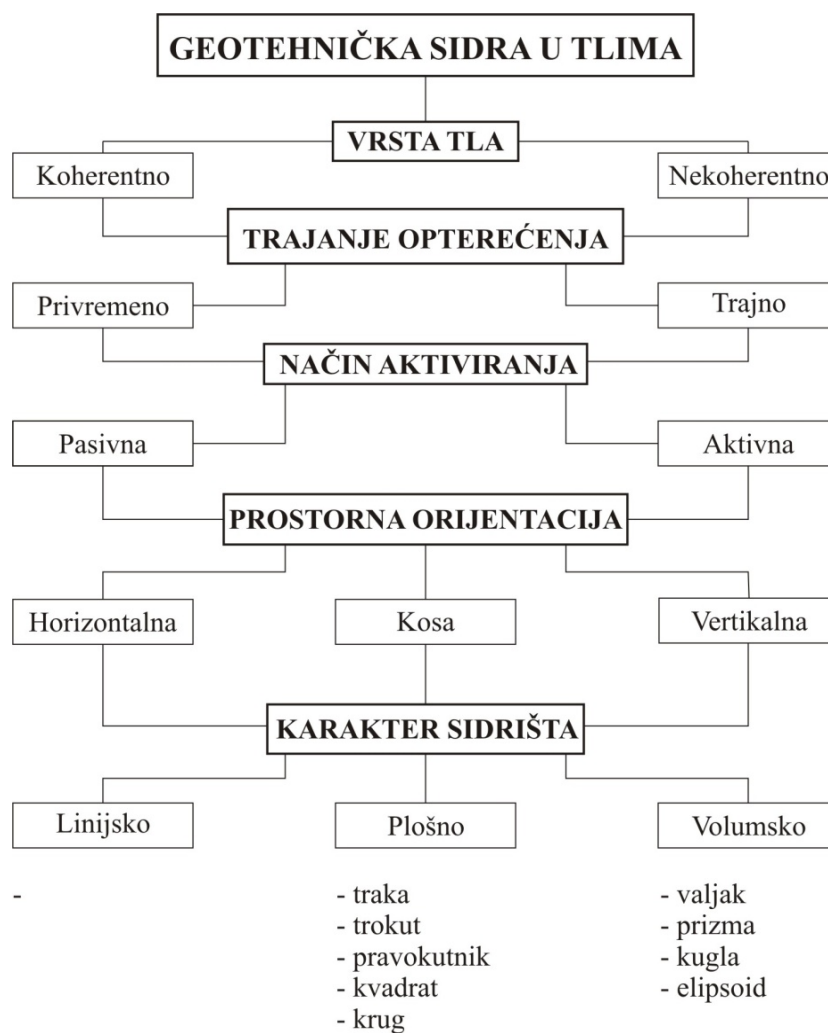 GEOTEHNIČKA SIDRA U TLIMA
VRSTA TLA
Koherentno
Nekoherentno
TRAJANJE OPTEREĆENJA
Privremeno
Trajno
NAČIN AKTIVIRANJA
Pasivna
Aktivna
PROSTORNA ORIJENTACIJA
Horizontalna
Kosa
Vertikalna
KARAKTER SIDRIŠTA
Linijsko
Plošno
Volumsko
-
- traka
- trokut
- pravokutnik
- kvadrat
- krug
- valjak
- prizma
- kugla
- elipsoid